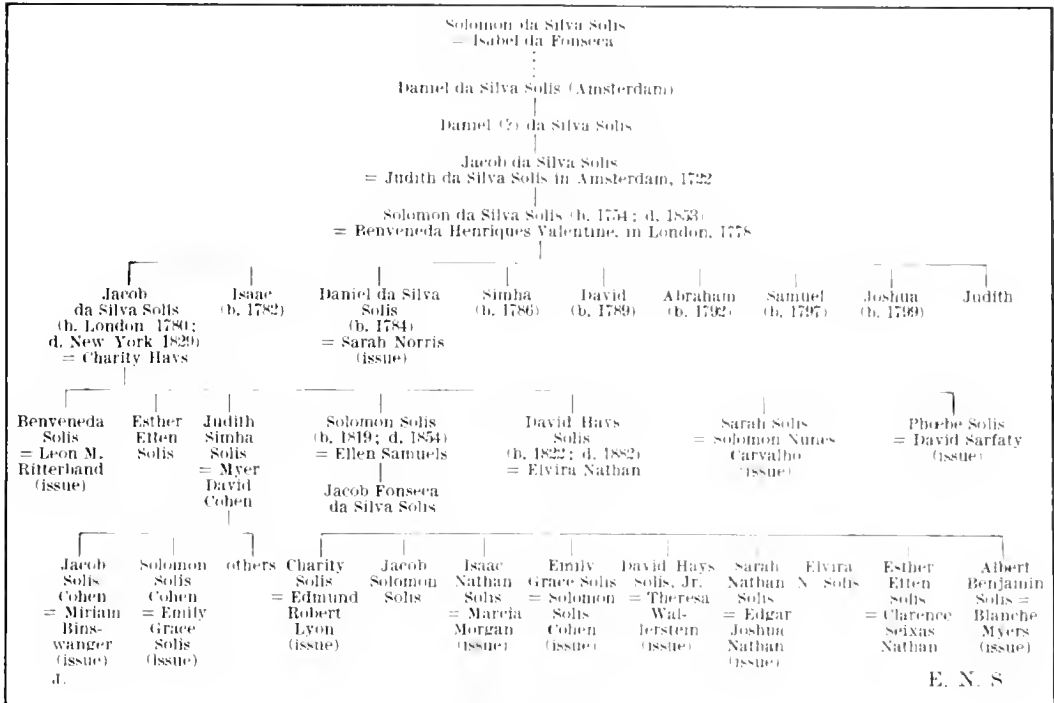 Solomon da Silva Solis
= Isabel da Fonseca
Daniel da Silva Solis (Amsterdam)
Daniel (?) da Silva Solis
Jacob da Silva Solis
= Judith da Silva Solis in Amsterdam, 1722
Solomon da Silva Solis (b. 1754; d. 1853)
= Benveneda Henriques Valentine, in London, 1778
Jacob
da Silva Solis
(b. London 1780;
d. New York 1829)
= Charity Hays
Isaac
(b. 1782)
Daniel da Silva
Solis
(b. 1784)
= Sarah Norris
(issue)
Simha
(b. 1786)
David
(b. 1789)
Abraham
(b. 1792)
Samuel
(b. 1797)
Joshua
(b. 1799)
Judith
Benveneda
Solis
= Leon M.
Ritterband
(issue)
Esther
Etten
Solis
Judith
Simha
Solis
= Myer
David
Cohen
Solomon Solis
(b. 1819; d. 1854)
= Ellen Samuels
Jacob Fonseca
da Silva Solis
David Hays
Solis
(b. 1822; d. 1882)
= Elvira Nathan
Sarah Solis
= Solomon Nunes
Carvalho
(issue)
Phœbe Solis
= David Sarfaty
(issue)
Jacob
Solis
Cohen
= Miriam
Bins-
wanger
(issue)
Solomon
Solis
Cohen
= Emily
Grace
Solis
(issue)
others
Charity
Solis
= Edmund
Robert
Lyon
(issue)
Jacob
Solomon
Solis
Isaac
Nathan
Solis
= Marcia
Morgan
(issue)
Emily
Grace Solis
= Solomon
Solis
Cohen
(issue)
David Hays
Solis, Jr.
= Theresa
Wal-
lerstein
(issue)
Sarah
Nathan
Solis
= Edgar
Joshua
Nathan
(issue)
Elvira
N. Solis
Esther
Etten
Solis
= Clarence
Seixas
Nathan
Albert
Benjamin
Solis =
Blanche
Myers
(issue)
J.
E. N. S